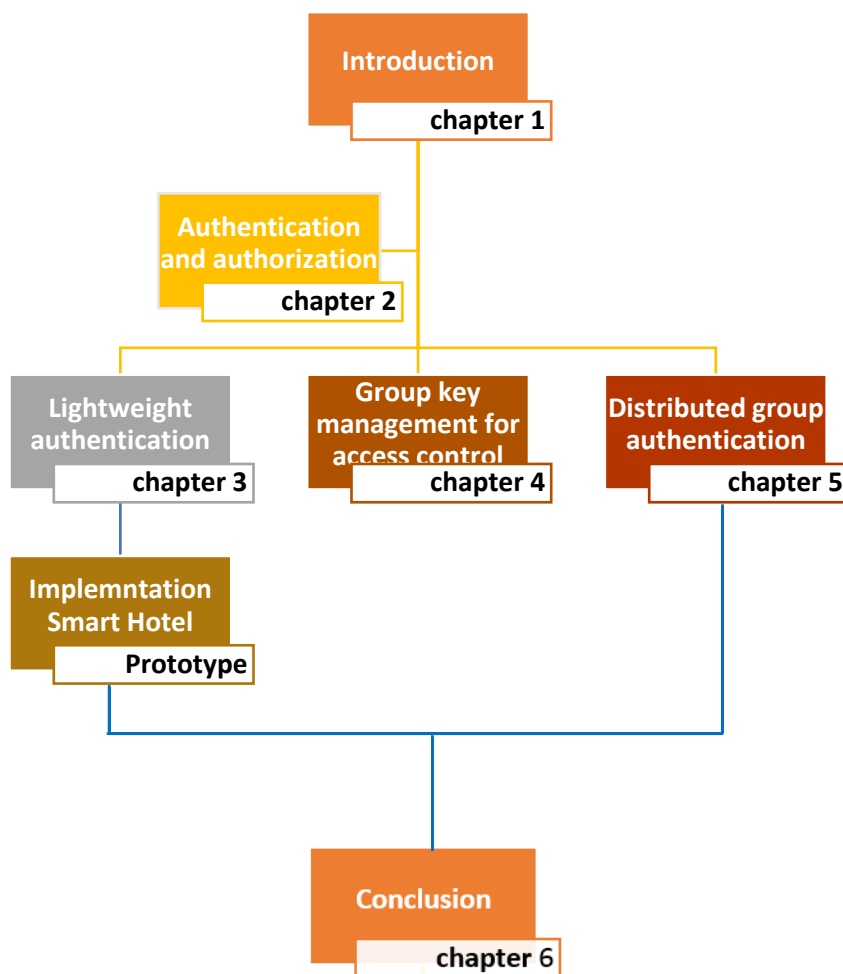 Introduction
chapter 1
Authentication
and authorization
chapter 2
Lightweight
authentication
chapter 3
Group key
management for
access control
chapter 4
Distributed group
authentication
chapter 5
Implemntation
Smart Hotel
Prototype
Conclusion
chapter 6